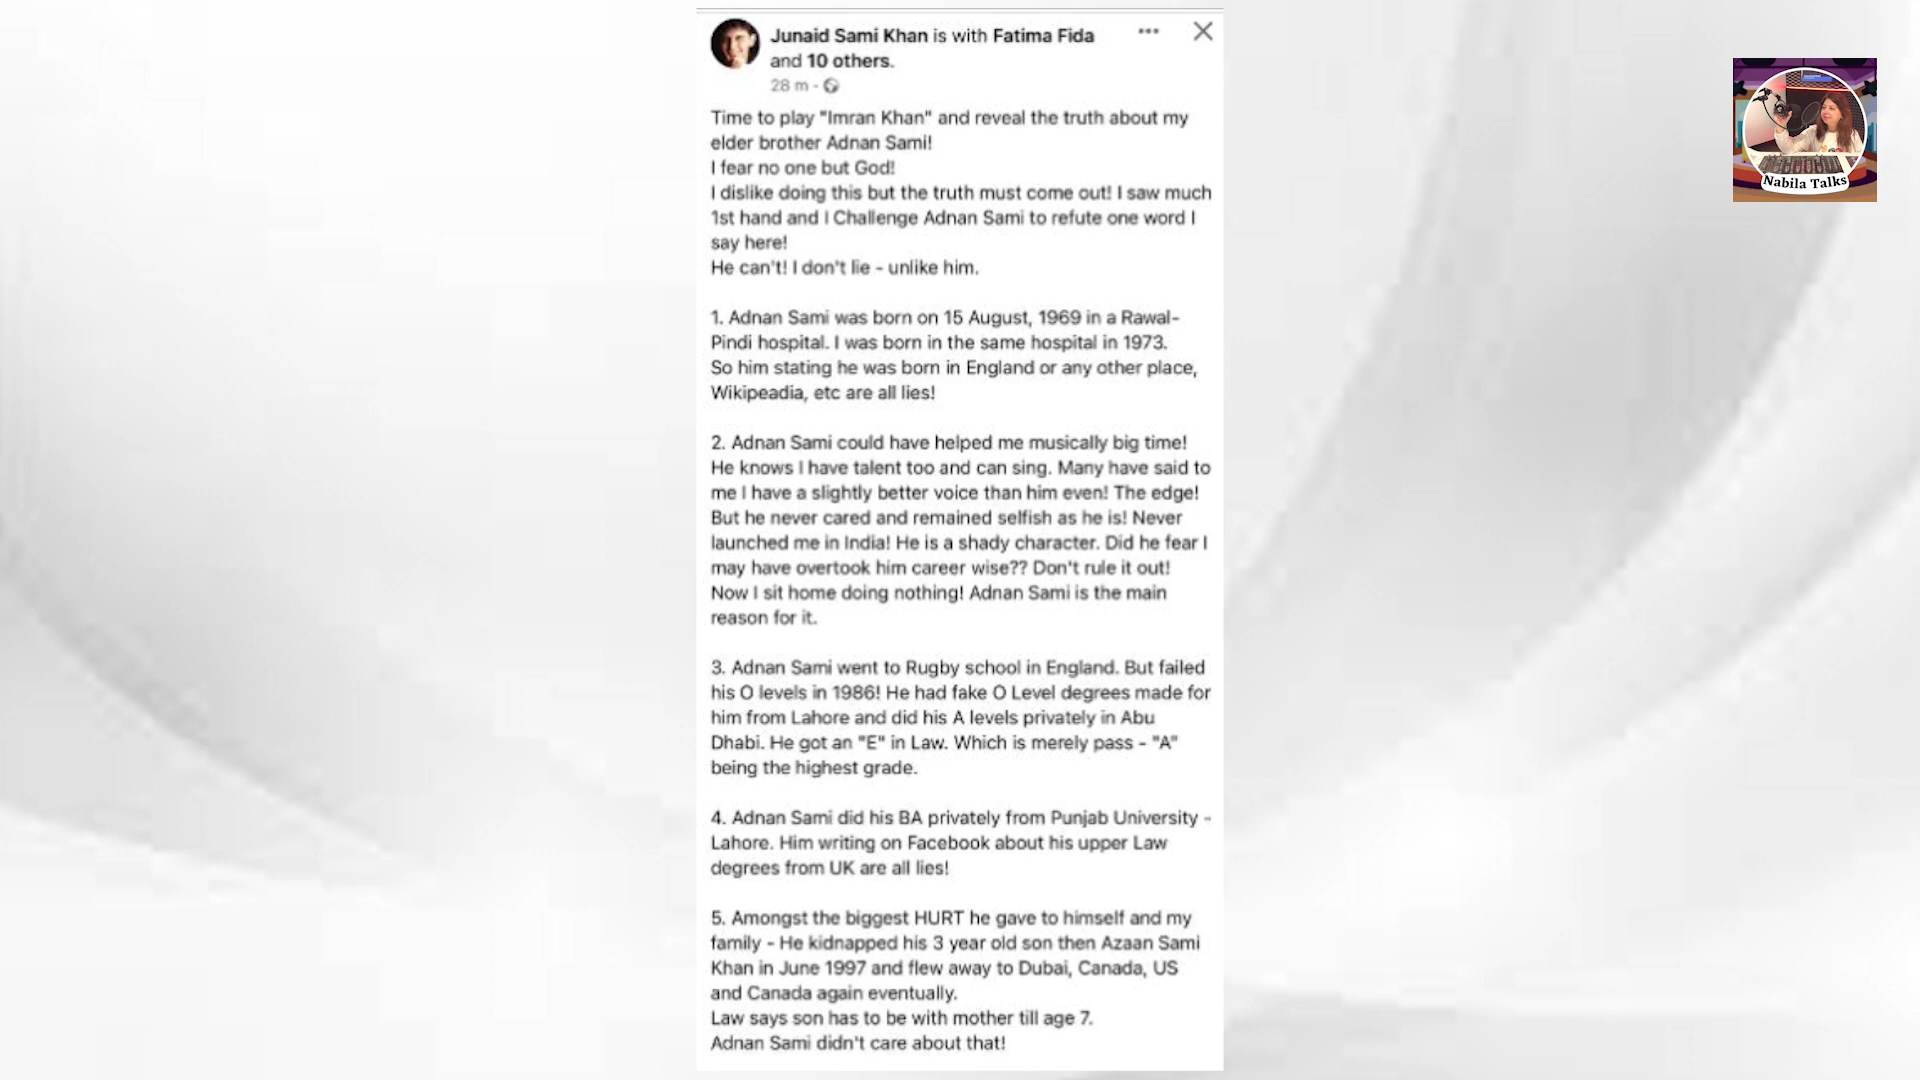 Junaid Sami Khan is with Fatima Fida
and 10 others.
28 m -
Time to play "Imran Khan" and reveal the truth about my
elder brother Adnan Sami!
I fear no one but God!
I dislike doing this but the truth must come out! I saw much
1st hand and I Challenge Adnan Sami to refute one word I
say here!
He can't! I don't lie - unlike him.
1. Adnan Sami was born on 15 August, 1969 in a Rawal-
Pindi hospital. I was born in the same hospital in 1973.
So him stating he was born in England or any other place,
Wikipeadia, etc are all lies!
2. Adnan Sami could have helped me musically big time!
He knows I have talent too and can sing. Many have said to
me I have a slightly better voice than him even! The edge!
But he never cared and remained selfish as he is! Never
launched me in India! He is a shady character. Did he fear I
may have overtook him career wise?? Don't rule it out!
Now I sit home doing nothing! Adnan Sami is the main
reason for it.
3. Adnan Sami went to Rugby school in England. But failed
his O levels in 1986! He had fake O Level degrees made for
him from Lahore and did his A levels privately in Abu
Dhabi. He got an "E" in Law. Which is merely pass - "A"
being the highest grade.
4. Adnan Sami did his BA privately from Punjab University -
Lahore. Him writing on Facebook about his upper Law
degrees from UK are all lies!
5. Amongst the biggest HURT he gave to himself and my
family - He kidnapped his 3 year old son then Azaan Sami
Khan in June 1997 and flew away to Dubai, Canada, US
and Canada again eventually.
Law says son has to be with mother till age 7.
Adnan Sami didn't care about that!
Nabila Talks